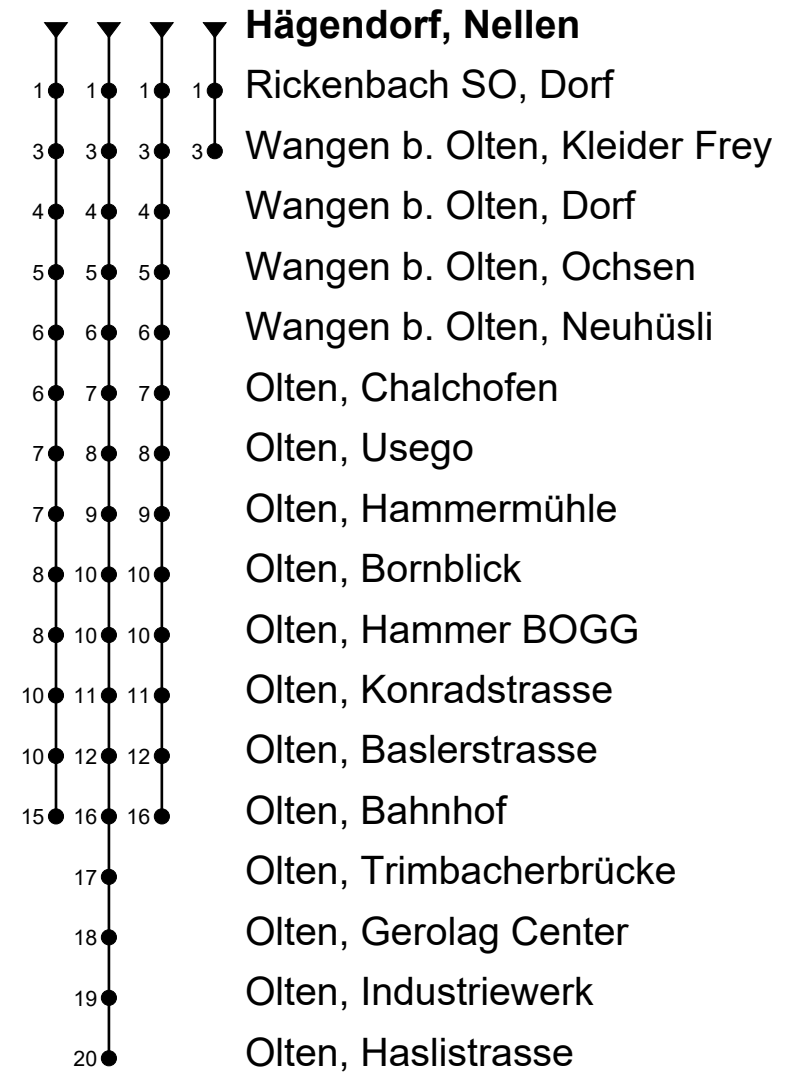 Hägendorf, Nellen
1 1 1 1 Rickenbach SO, Dorf
3 3 3 3 Wangen b. Olten, Kleider Frey
4 4 4 Wangen b. Olten, Dorf
5 5 5 Wangen b. Olten, Ochsen
6 6 6 Wangen b. Olten, Neuhüsli
6 7 7 Olten, Chalchofen
7 8 8 Olten, Usego
7 9 9 Olten, Hammermühle
8 10 10 Olten, Bornblick
8 10 10 Olten, Hammer BOGG
10 11 11 Olten, Konradstrasse
10 12 12 Olten, Baslerstrasse
15 16 16 Olten, Bahnhof
17 Olten, Trimbacherbrücke
18 Olten, Gerolag Center
19 Olten, Industriewerk
20 Olten, Haslistrasse